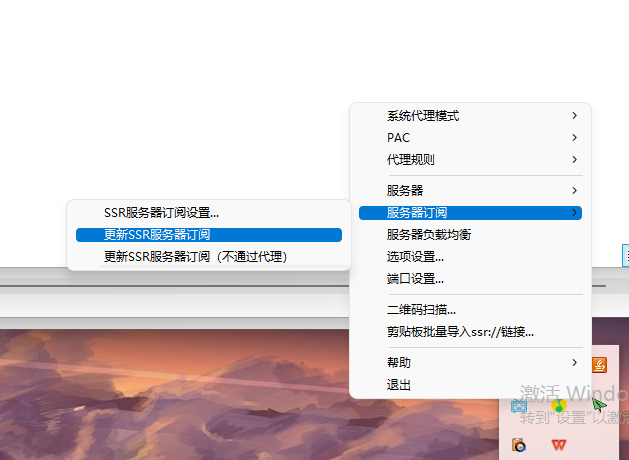 系统代理模式
PAC
代理规则
服务器
服务器订阅
服务器负载均衡
选项设置...
端口设置...
二维码扫描...
剪贴板批量导入ssr://链接...
帮助
退出
SSR服务器订阅设置...
更新SSR服务器订阅
更新SSR服务器订阅（不通过代理）
激活 Windo
转到"设置"以激